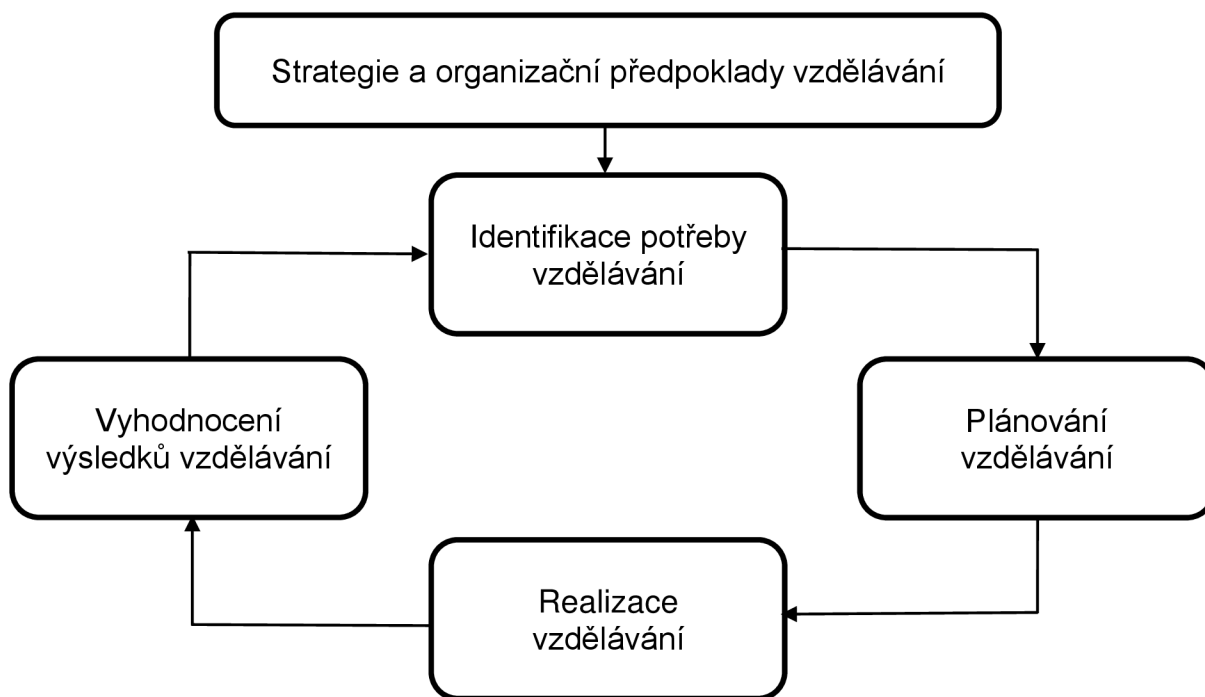 Strategie a organizační předpoklady vzdělávání
Identifikace potřeby
vzdělávání
Vyhodnocení
výsledků vzdělávání
Plánování
vzdělávání
Realizace
vzdělávání